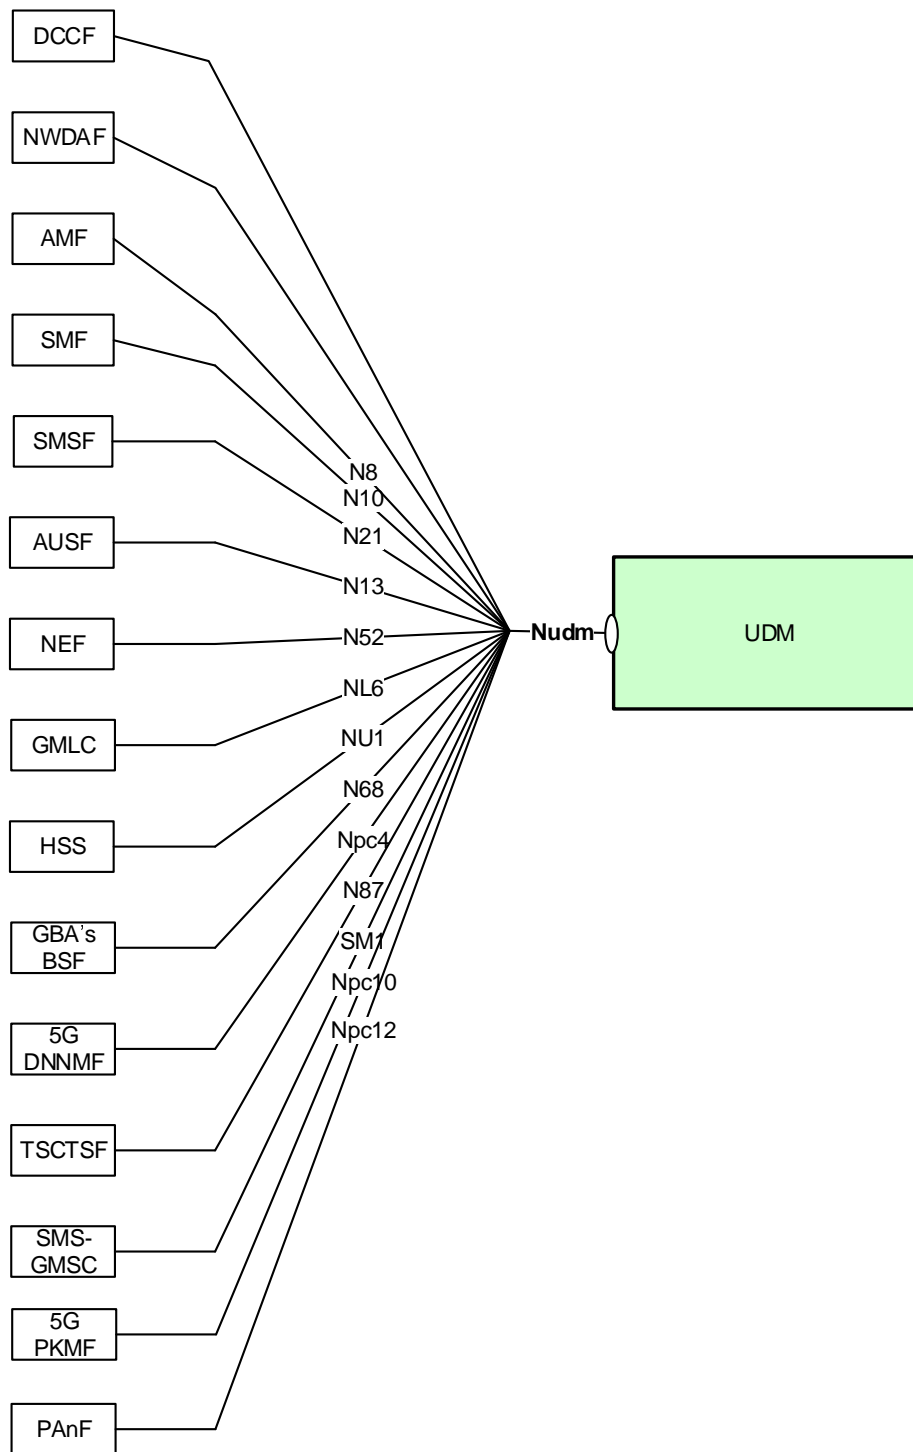 DCCF
NWDAF
AMF
SMF
SMSF
AUSF
NEF
GMLC
HSS
GBA's
BSF
5G
DNNMF
TSCTSF
SMS-
GMSC
5G
PKMF
PAnF
N8
N10
N21
N13
N52
NL6
NU1
N68
Npc4
N87
SM1
Npc10
Npc12
Nudm
UDM